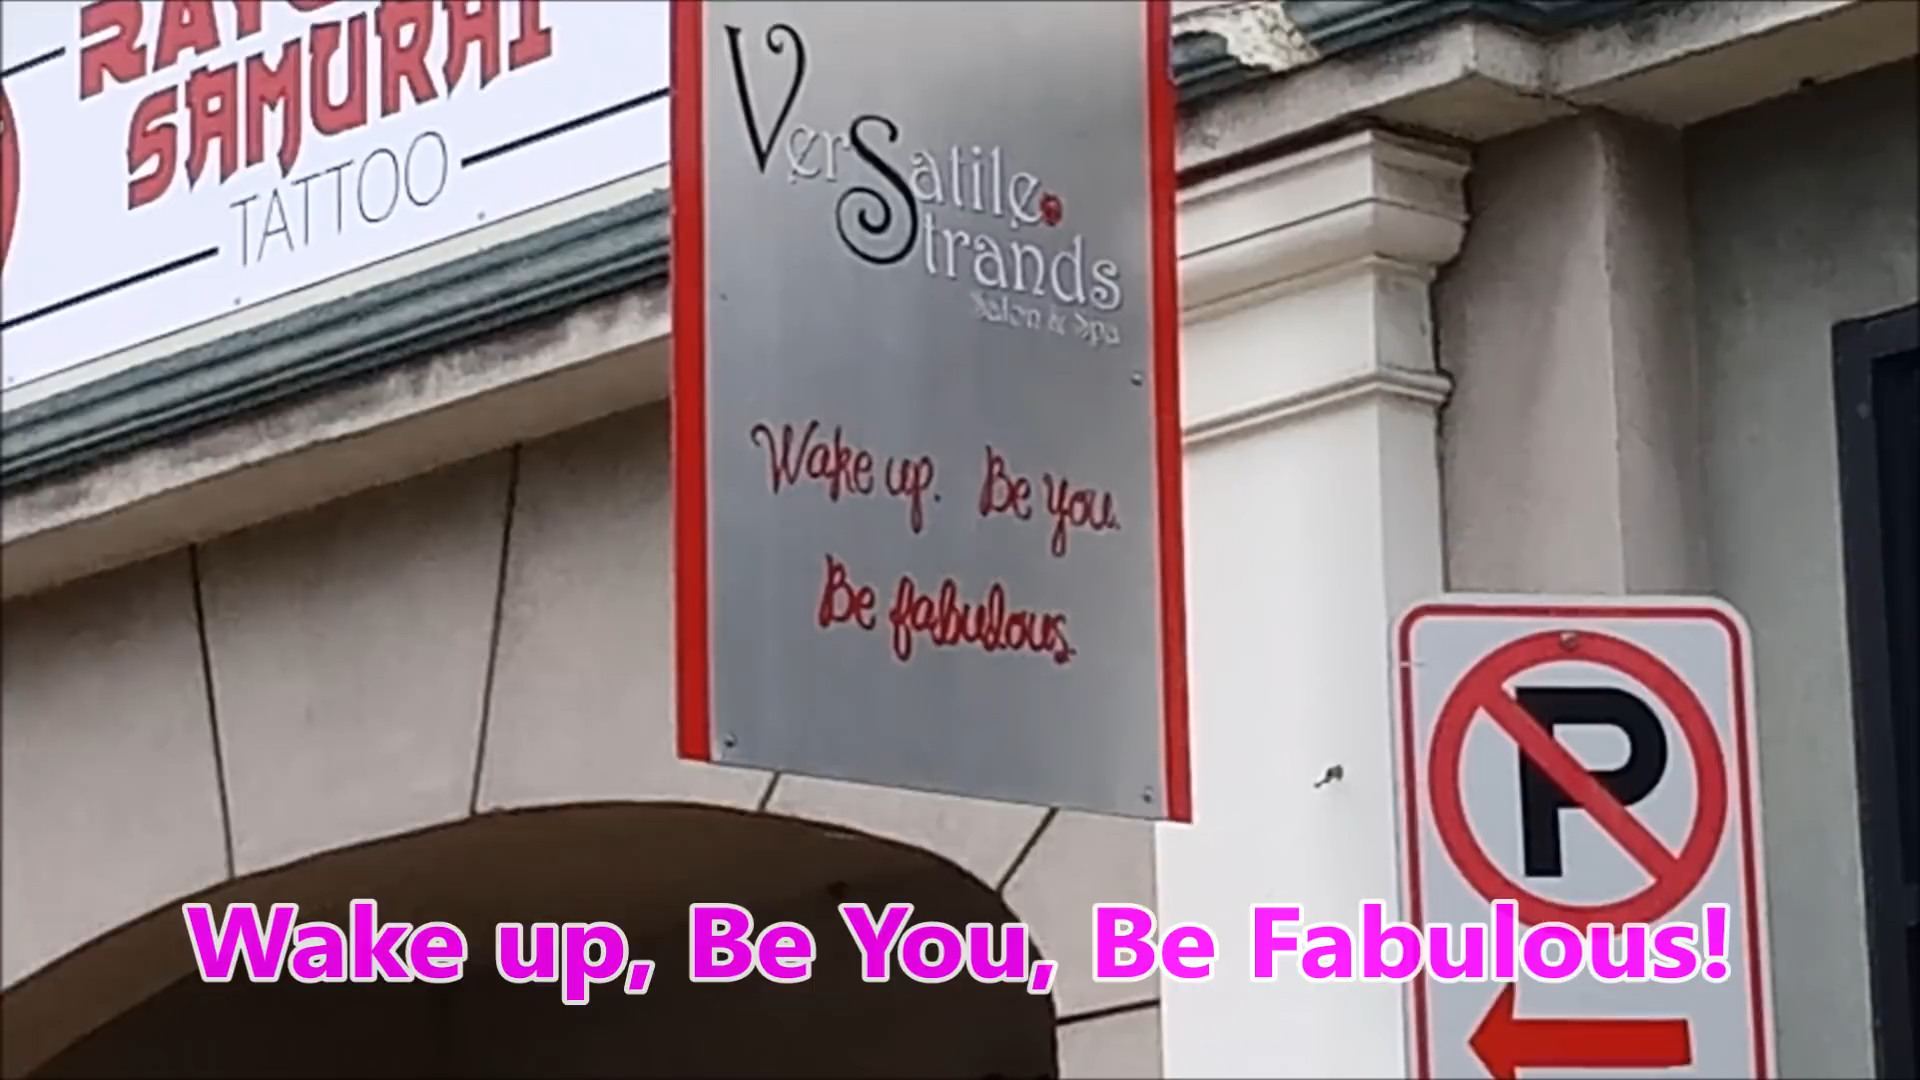 SAMURAI
TATTOO
VerSatile
Strands
Salon & Spa
Wake up. Be you.
Be fabulous.
P
Wake up, Be You, Be Fabulous!